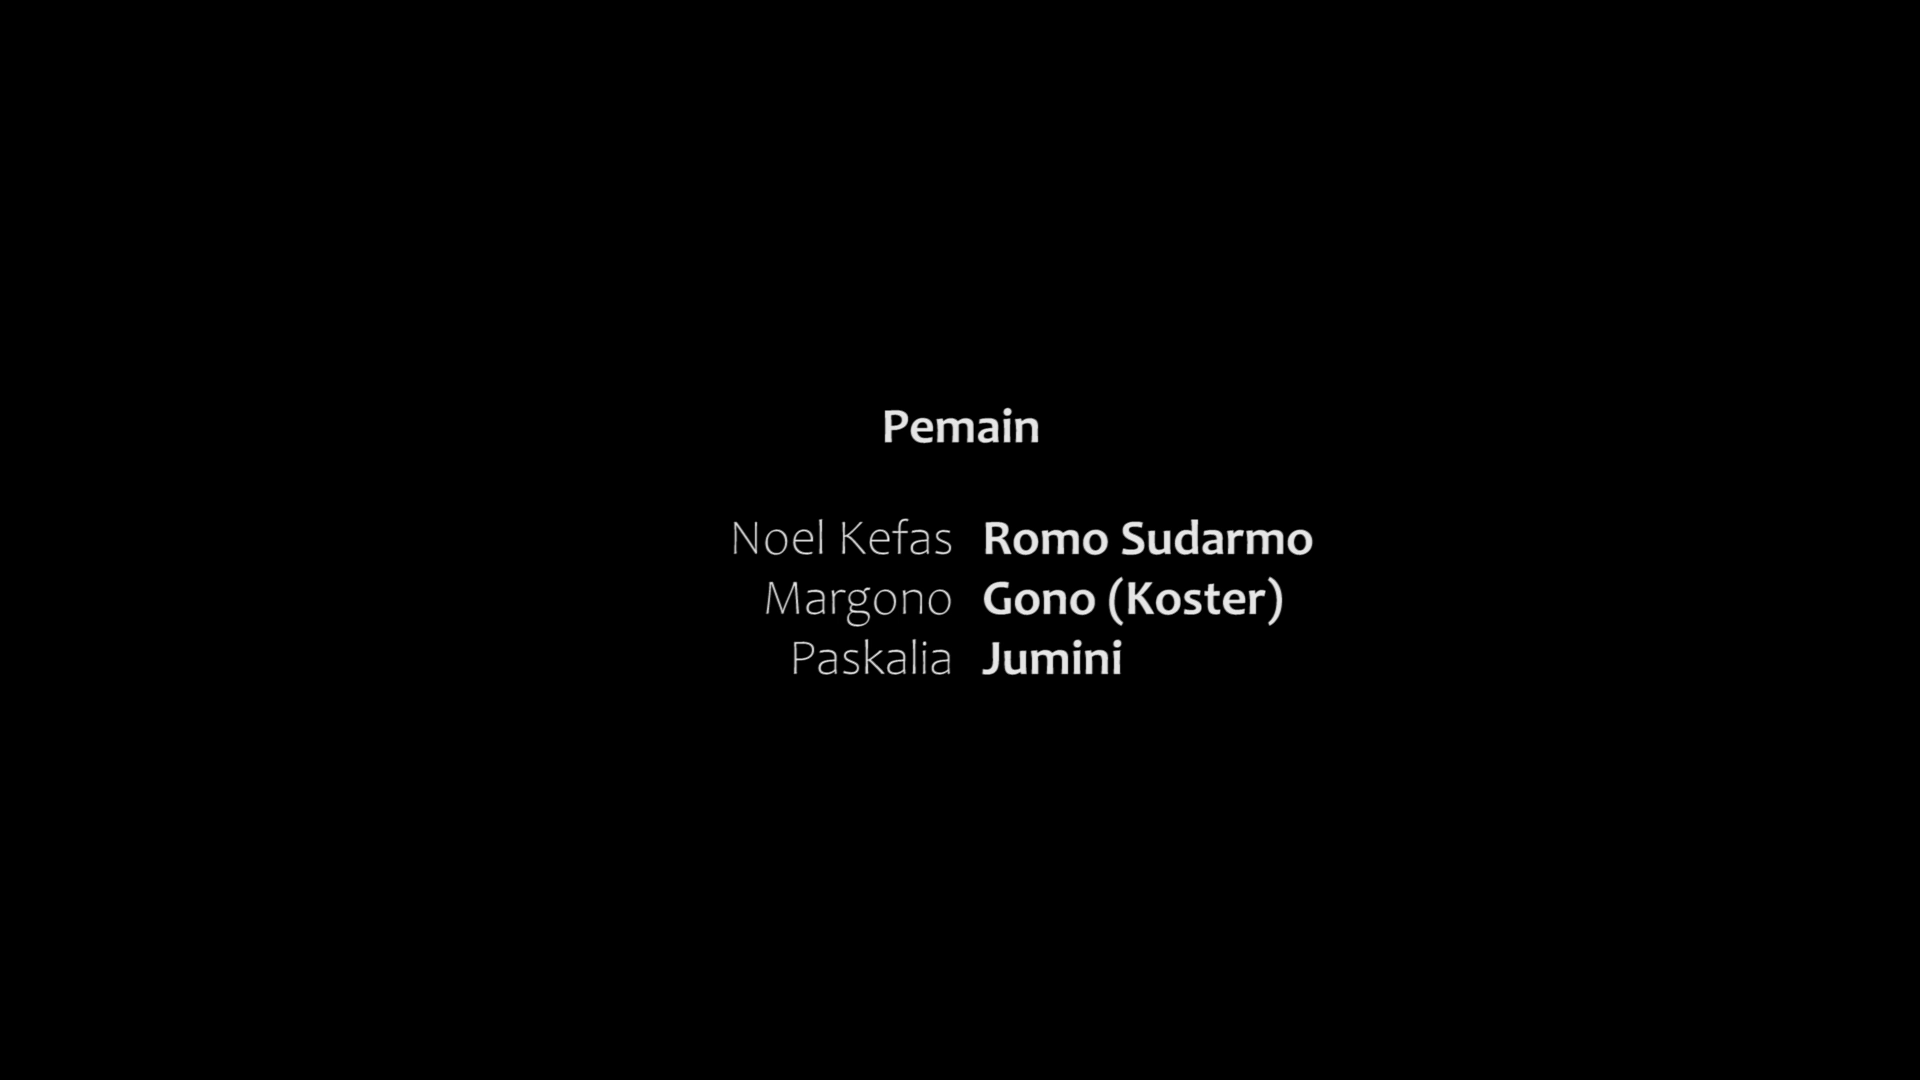 Pemain
Noel Kefas Romo Sudarmo
Margono Gono (Koster)
Paskalia Jumini